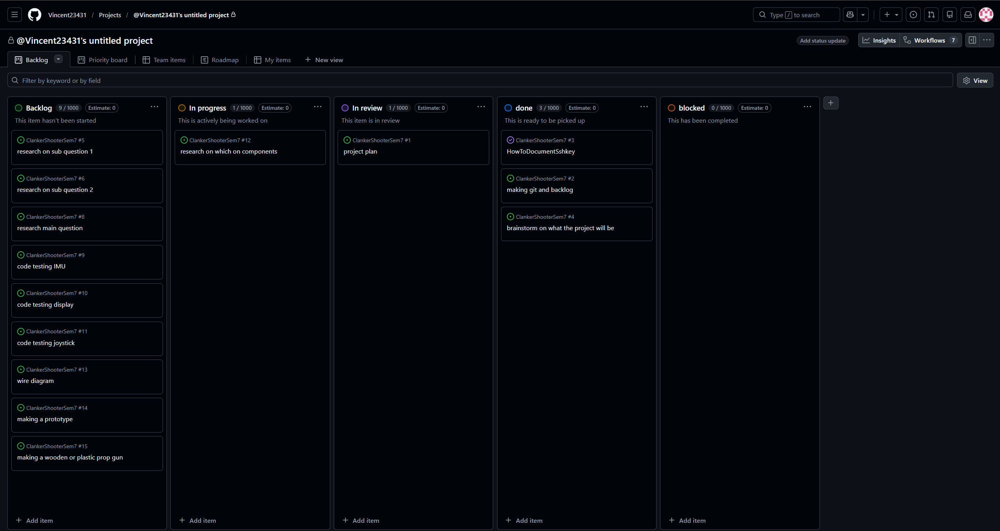 Vincent23431 / Projects / @Vincent23431's untitled project
Type / to search
@Vincent23431's untitled project
Add status update
Insights
Workflows 7
Backlog
Priority board
Team items
Roadmap
My items
New view
Filter by keyword or by field
View
Backlog 9 / 1000 Estimate: 0
This item hasn't been started
ClankerShooterSem7 #5
research on sub question 1
ClankerShooterSem7 #6
research on sub question 2
ClankerShooterSem7 #8
research main question
ClankerShooterSem7 #9
code testing IMU
ClankerShooterSem7 #10
code testing display
ClankerShooterSem7 #11
code testing joystick
ClankerShooterSem7 #13
wire diagram
ClankerShooterSem7 #14
making a prototype
ClankerShooterSem7 #15
making a wooden or plastic prop gun
Add item
In progress 1 / 1000 Estimate: 0
This is actively being worked on
ClankerShooterSem7 #12
research on which on components
Add item
In review 1 / 1000 Estimate: 0
This item is in review
ClankerShooterSem7 #1
project plan
Add item
done 3 / 1000 Estimate: 0
This is ready to be picked up
ClankerShooterSem7 #3
HowToDocumentSshkey
ClankerShooterSem7 #2
making git and backlog
ClankerShooterSem7 #4
brainstorm on what the project will be
Add item
blocked 0 / 1000 Estimate: 0
This has been completed
Add item